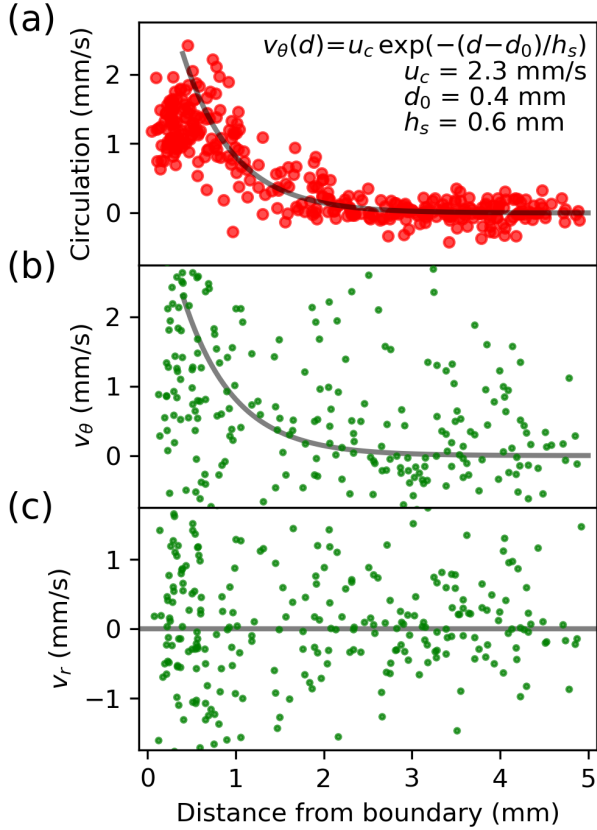 (a)
v_θ(d)=u_c exp(−(d−d_0)/h_s)
u_c = 2.3 mm/s
d_0 = 0.4 mm
h_s = 0.6 mm
Circulation (mm/s)
2
1
0
(b)
v_θ (mm/s)
2
1
0
(c)
v_r (mm/s)
1
0
−1
0 1 2 3 4 5
Distance from boundary (mm)